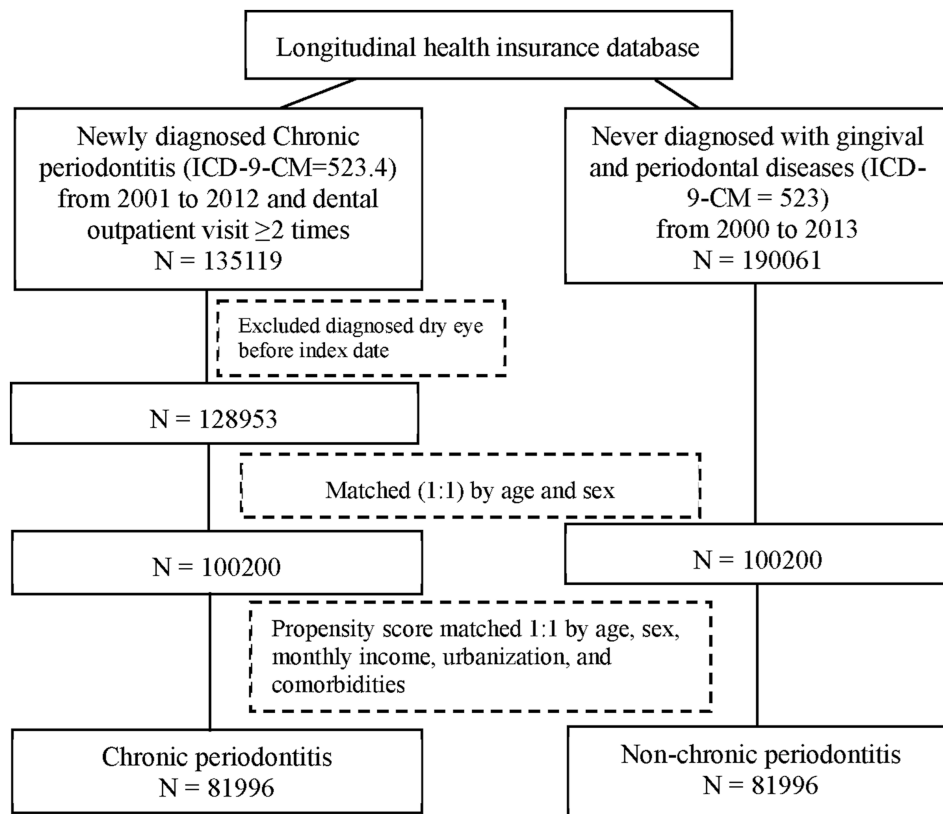 Longitudinal health insurance database
Newly diagnosed Chronic
periodontitis (ICD-9-CM=523.4)
from 2001 to 2012 and dental
outpatient visit ≥2 times
N = 135119
Never diagnosed with gingival
and periodontal diseases (ICD-
9-CM = 523)
from 2000 to 2013
N = 190061
Excluded diagnosed dry eye
before index date
N = 128953
Matched (1:1) by age and sex
N = 100200
N = 100200
Propensity score matched 1:1 by age, sex,
monthly income, urbanization, and
comorbidities
Chronic periodontitis
N = 81996
Non-chronic periodontitis
N = 81996